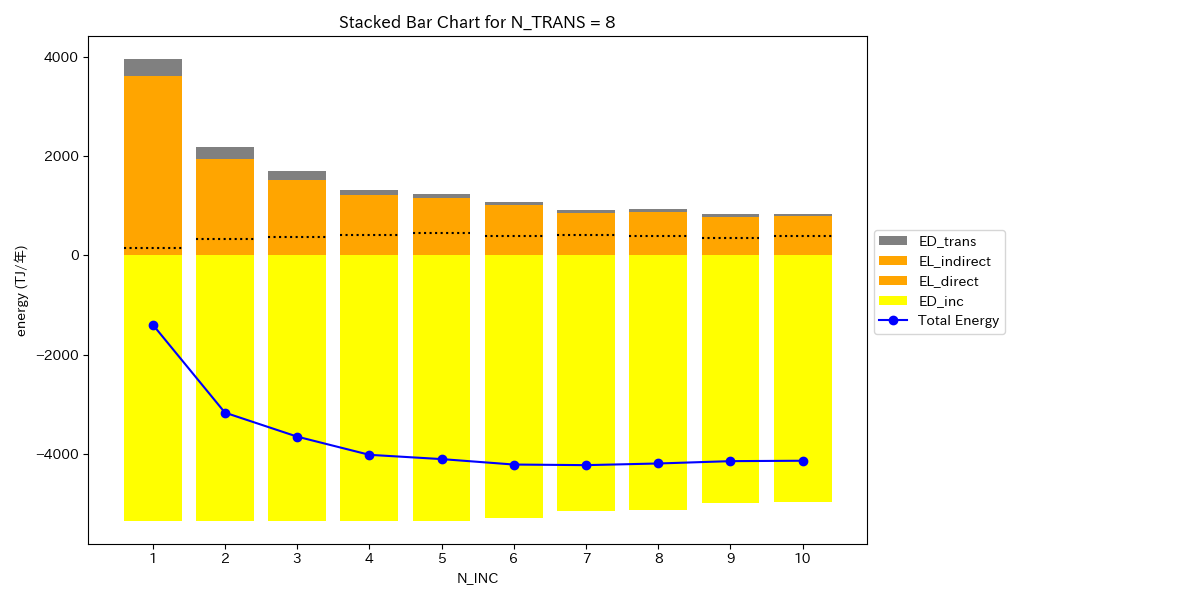 Stacked Bar Chart for N_TRANS = 8
energy (TJ/年)
4000
2000
0
−2000
−4000
1 2 3 4 5 6 7 8 9 10
N_INC
ED_trans
EL_indirect
EL_direct
ED_inc
Total Energy